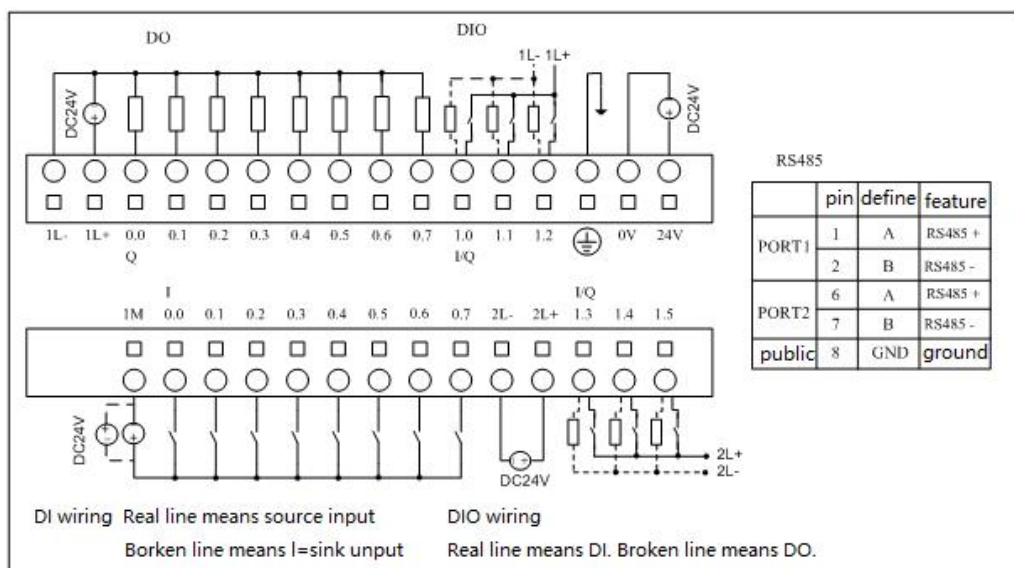 DO
DIO
1L- 1L+
DC24V
DC24V
1L- 1L+ 0.0 0.1 0.2 0.3 0.4 0.5 0.6 0.7 1.0 1.1 1.2 0V 24V
Q I/Q
I I/Q
1M 0.0 0.1 0.2 0.3 0.4 0.5 0.6 0.7 2L- 2L+ 1.3 1.4 1.5
DC24V
DC24V
2L+
2L-
DI wiring Real line means source input
Borken line means l=sink unput
DIO wiring
Real line means DI. Broken line means DO.
RS485
pin define feature
PORT1 1 A RS485 +
2 B RS485 -
PORT2 6 A RS485 +
7 B RS485 -
public 8 GND ground